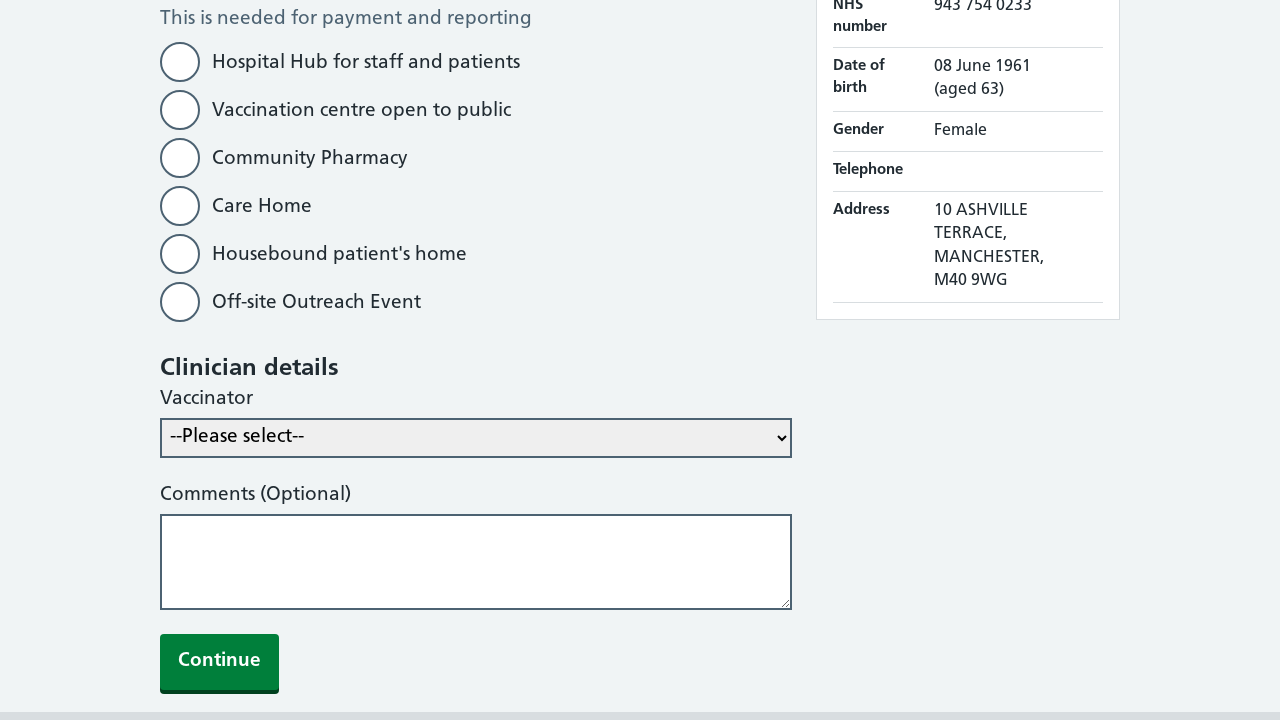 This is needed for payment and reporting
Hospital Hub for staff and patients
Vaccination centre open to public
Community Pharmacy
Care Home
Housebound patient's home
Off-site Outreach Event
Clinician details
Vaccinator
--Please select--
Comments (Optional)
Continue
NHS number 943 754 0233
Date of birth 08 June 1961 (aged 63)
Gender Female
Telephone
Address 10 ASHVILLE
TERRACE,
MANCHESTER,
M40 9WG